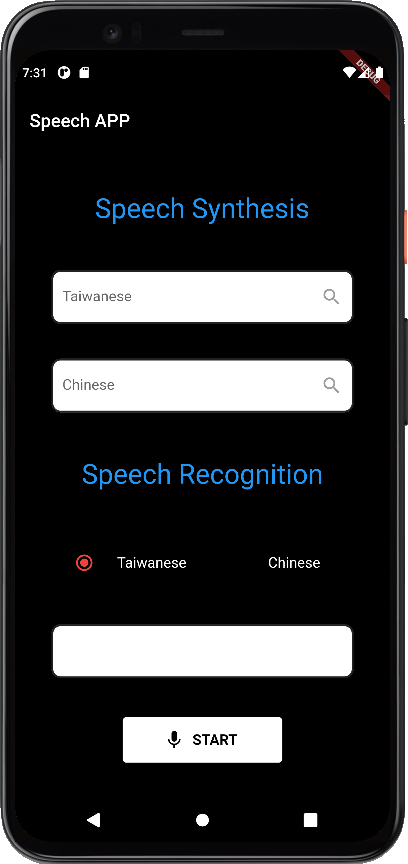 7:31
DEBUG
Speech APP
Speech Synthesis
Taiwanese
Chinese
Speech Recognition
Taiwanese Chinese
START